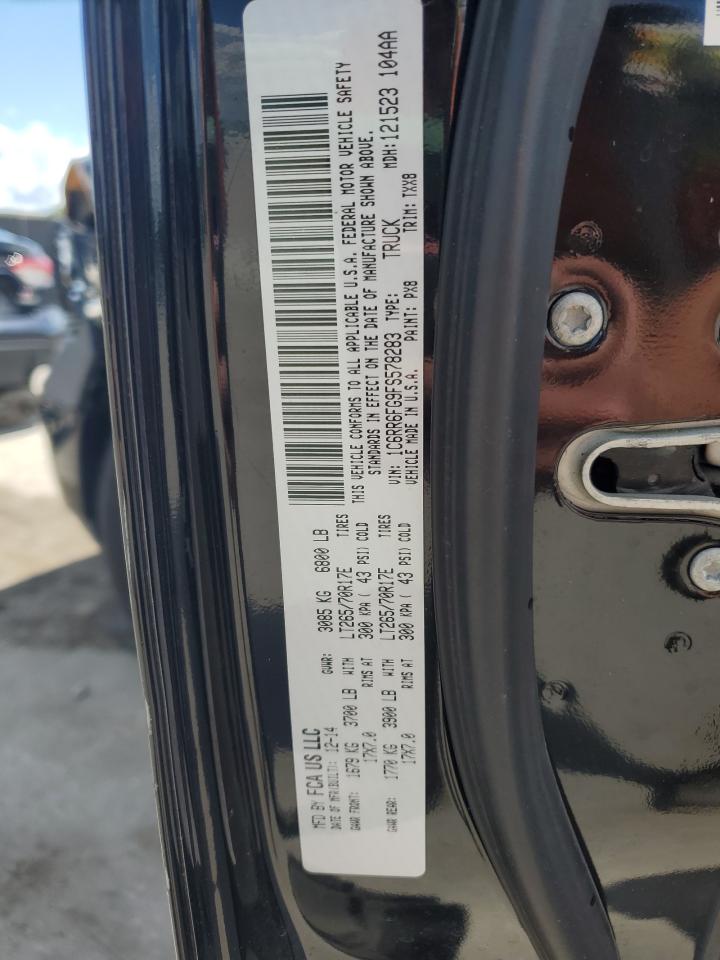 MFD BY FCA US LLC
DATE OF MFR(BUILT): 12-14 GVWR: 3085 KG 6800 LB
GAWR FRONT: 1679 KG 3700 LB WITH LT265/70R17E TIRES
17X7.0 RIMS AT 300 KPA ( 43 PSI) COLD
GAWR REAR: 1770 KG 3900 LB WITH LT265/70R17E TIRES
17X7.0 RIMS AT 300 KPA ( 43 PSI) COLD
THIS VEHICLE CONFORMS TO ALL APPLICABLE U.S.A. FEDERAL MOTOR VEHICLE SAFETY
STANDARDS IN EFFECT ON THE DATE OF MANUFACTURE SHOWN ABOVE.
VIN: 1C6RR6FG9FS578283 TYPE: TRUCK MDH: 121523 104AA
VEHICLE MADE IN U.S.A. PAINT: PX8 TRIM: TXX8